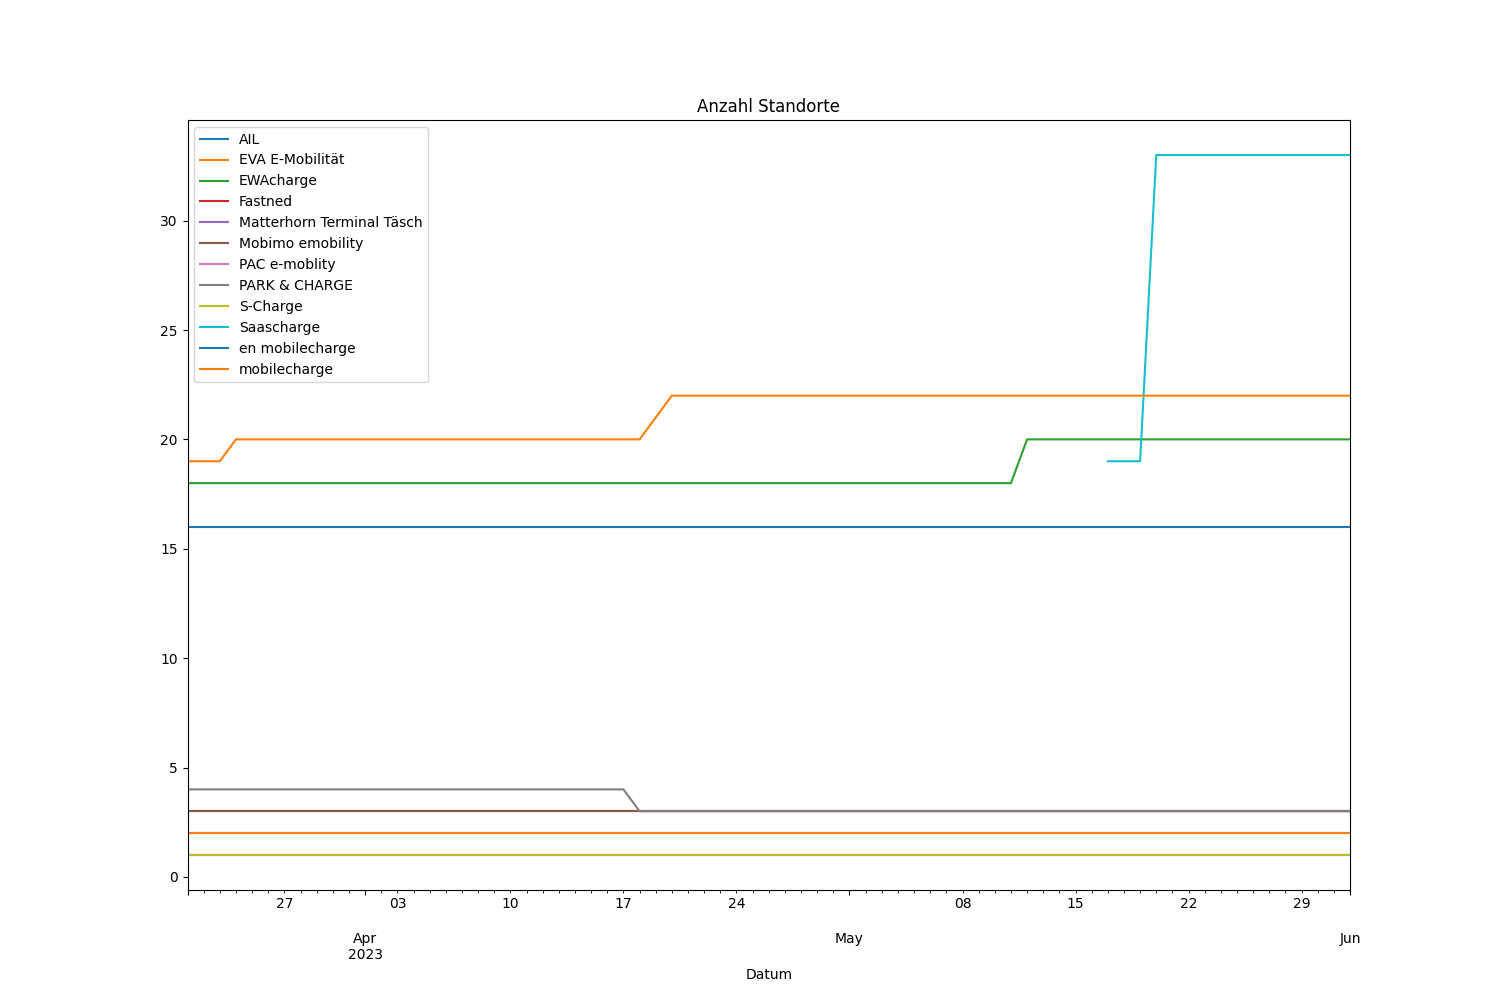 Anzahl Standorte
AIL
EVA E-Mobilität
EWAcharge
Fastned
Matterhorn Terminal Täsch
Mobimo emobility
PAC e-moblity
PARK & CHARGE
S-Charge
Saascharge
en mobilecharge
mobilecharge
30
25
20
15
10
5
0
27 03 10 17 24 08 15 22 29
Apr May Jun
2023
Datum